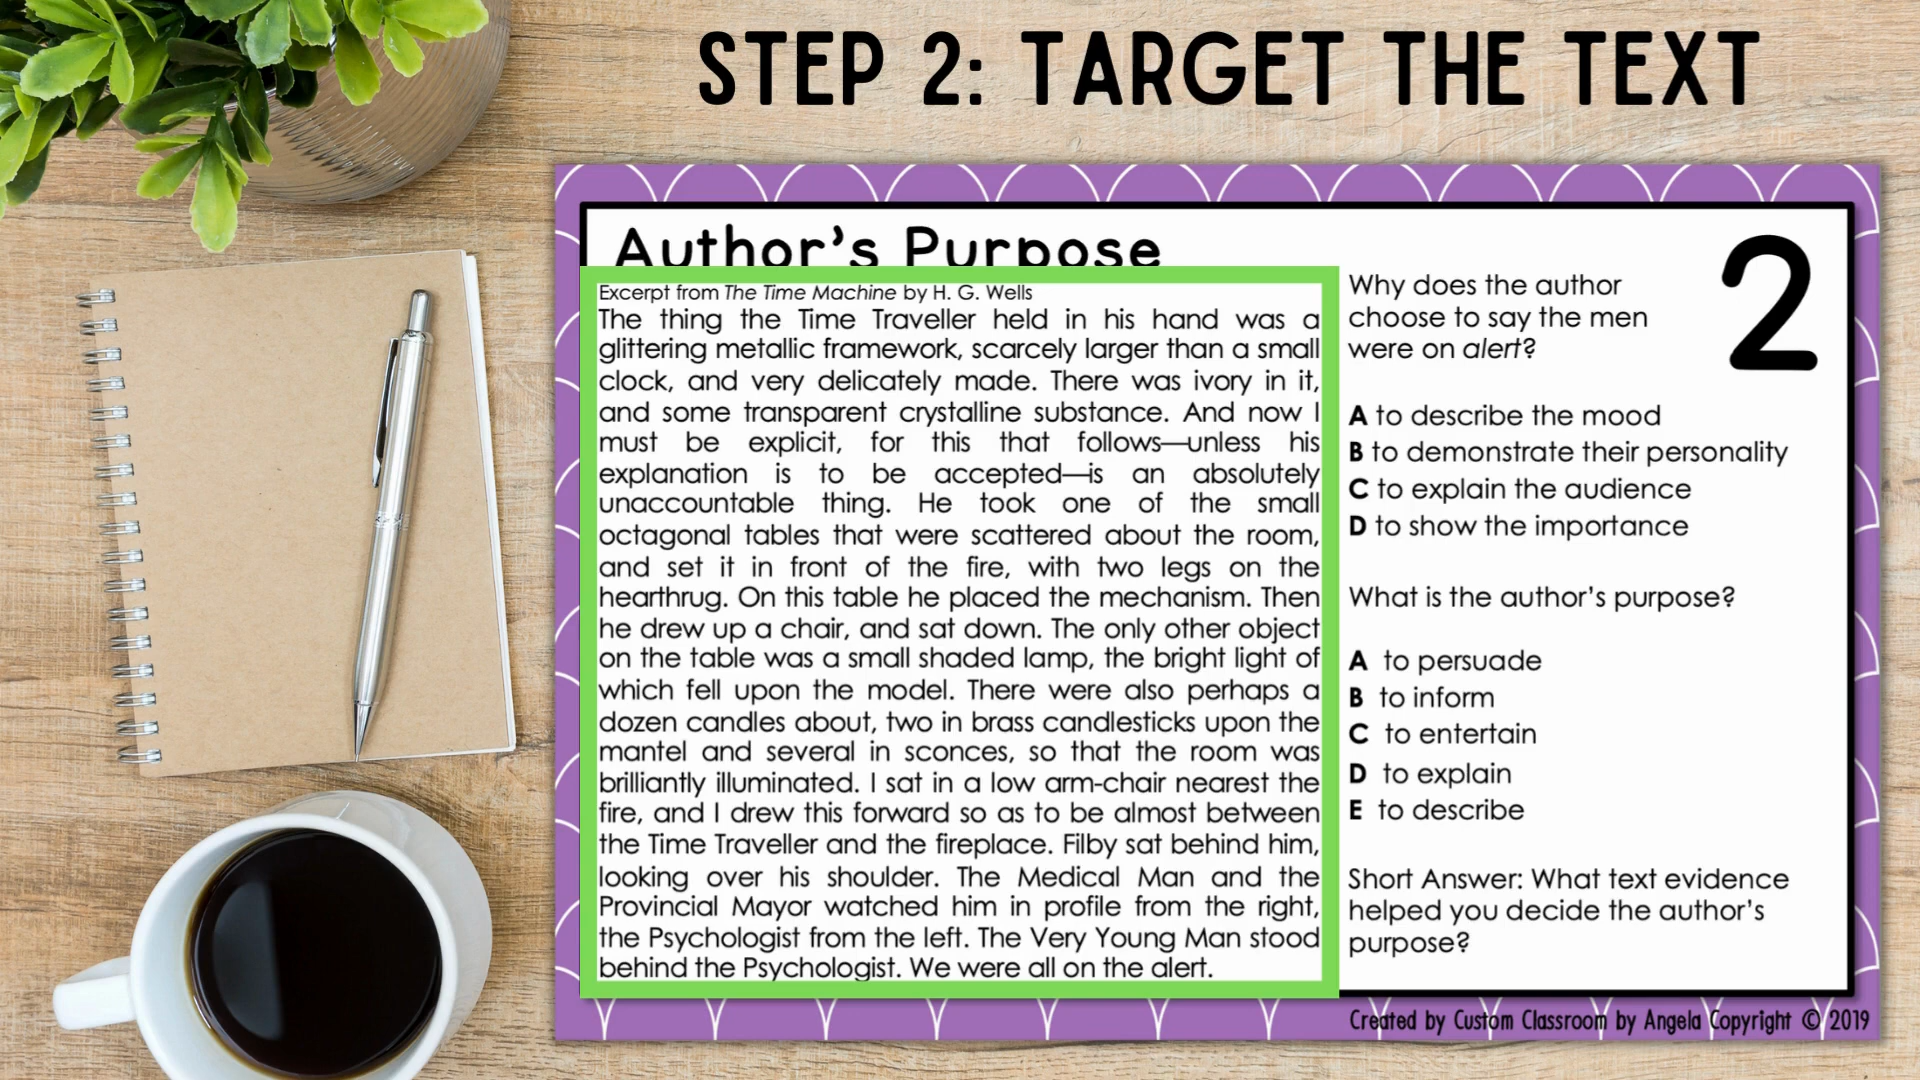 STEP 2: TARGET THE TEXT
Author's Purpose
2
Excerpt from The Time Machine by H. G. Wells
The thing the Time Traveller held in his hand was a
glittering metallic framework, scarcely larger than a small
clock, and very delicately made. There was ivory in it,
and some transparent crystalline substance. And now I
must be explicit, for this that follows—unless his
explanation is to be accepted—is an absolutely
unaccountable thing. He took one of the small
octagonal tables that were scattered about the room,
and set it in front of the fire, with two legs on the
hearthrug. On this table he placed the mechanism. Then
he drew up a chair, and sat down. The only other object
on the table was a small shaded lamp, the bright light of
which fell upon the model. There were also perhaps a
dozen candles about, two in brass candlesticks upon the
mantel and several in sconces, so that the room was
brilliantly illuminated. I sat in a low arm-chair nearest the
fire, and I drew this forward so as to be almost between
the Time Traveller and the fireplace. Filby sat behind him,
looking over his shoulder. The Medical Man and the
Provincial Mayor watched him in profile from the right,
the Psychologist from the left. The Very Young Man stood
behind the Psychologist. We were all on the alert.
Why does the author
choose to say the men
were on alert?
A to describe the mood
B to demonstrate their personality
C to explain the audience
D to show the importance
What is the author's purpose?
A to persuade
B to inform
C to entertain
D to explain
E to describe
Short Answer: What text evidence
helped you decide the author's
purpose?
Created by Custom Classroom by Angela Copyright © 2019